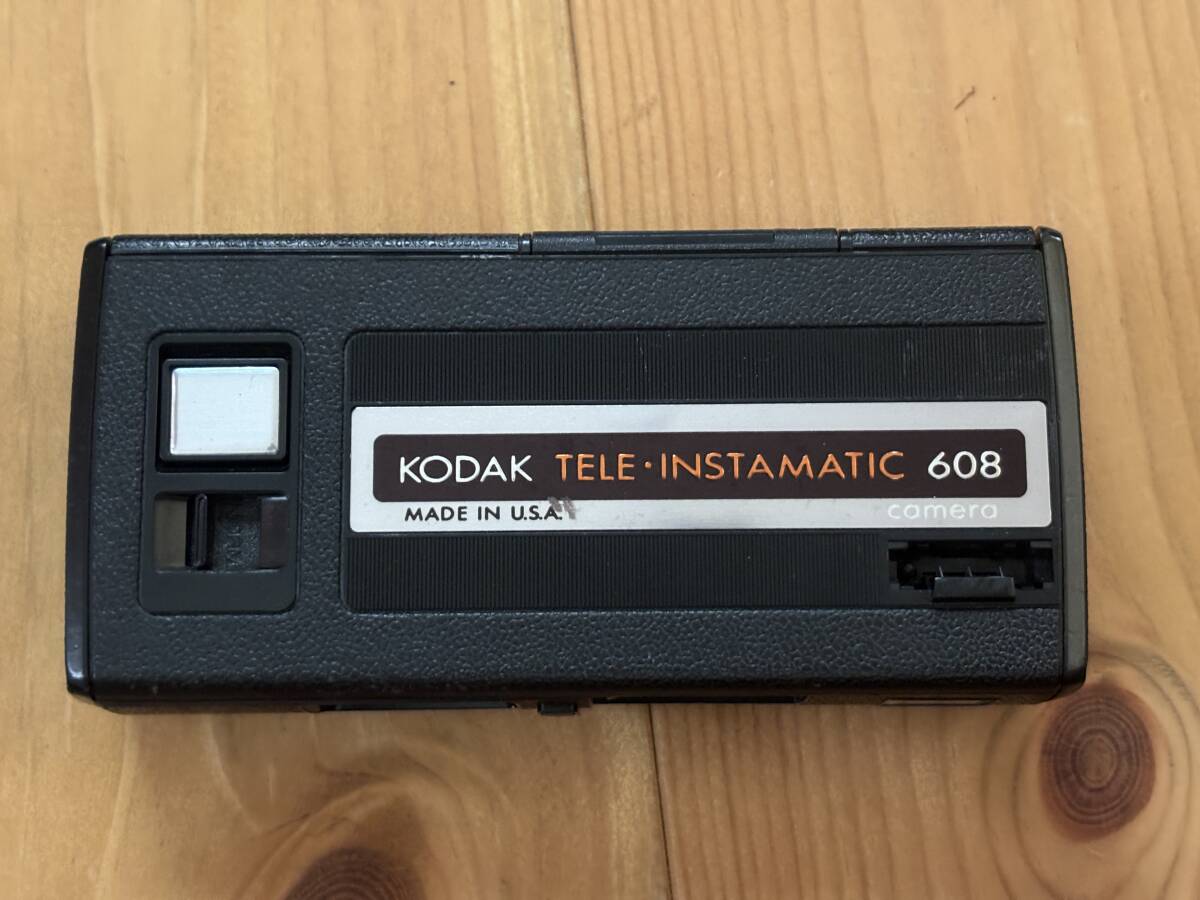 KODAK TELE·INSTAMATIC 608
MADE IN U.S.A.
camera